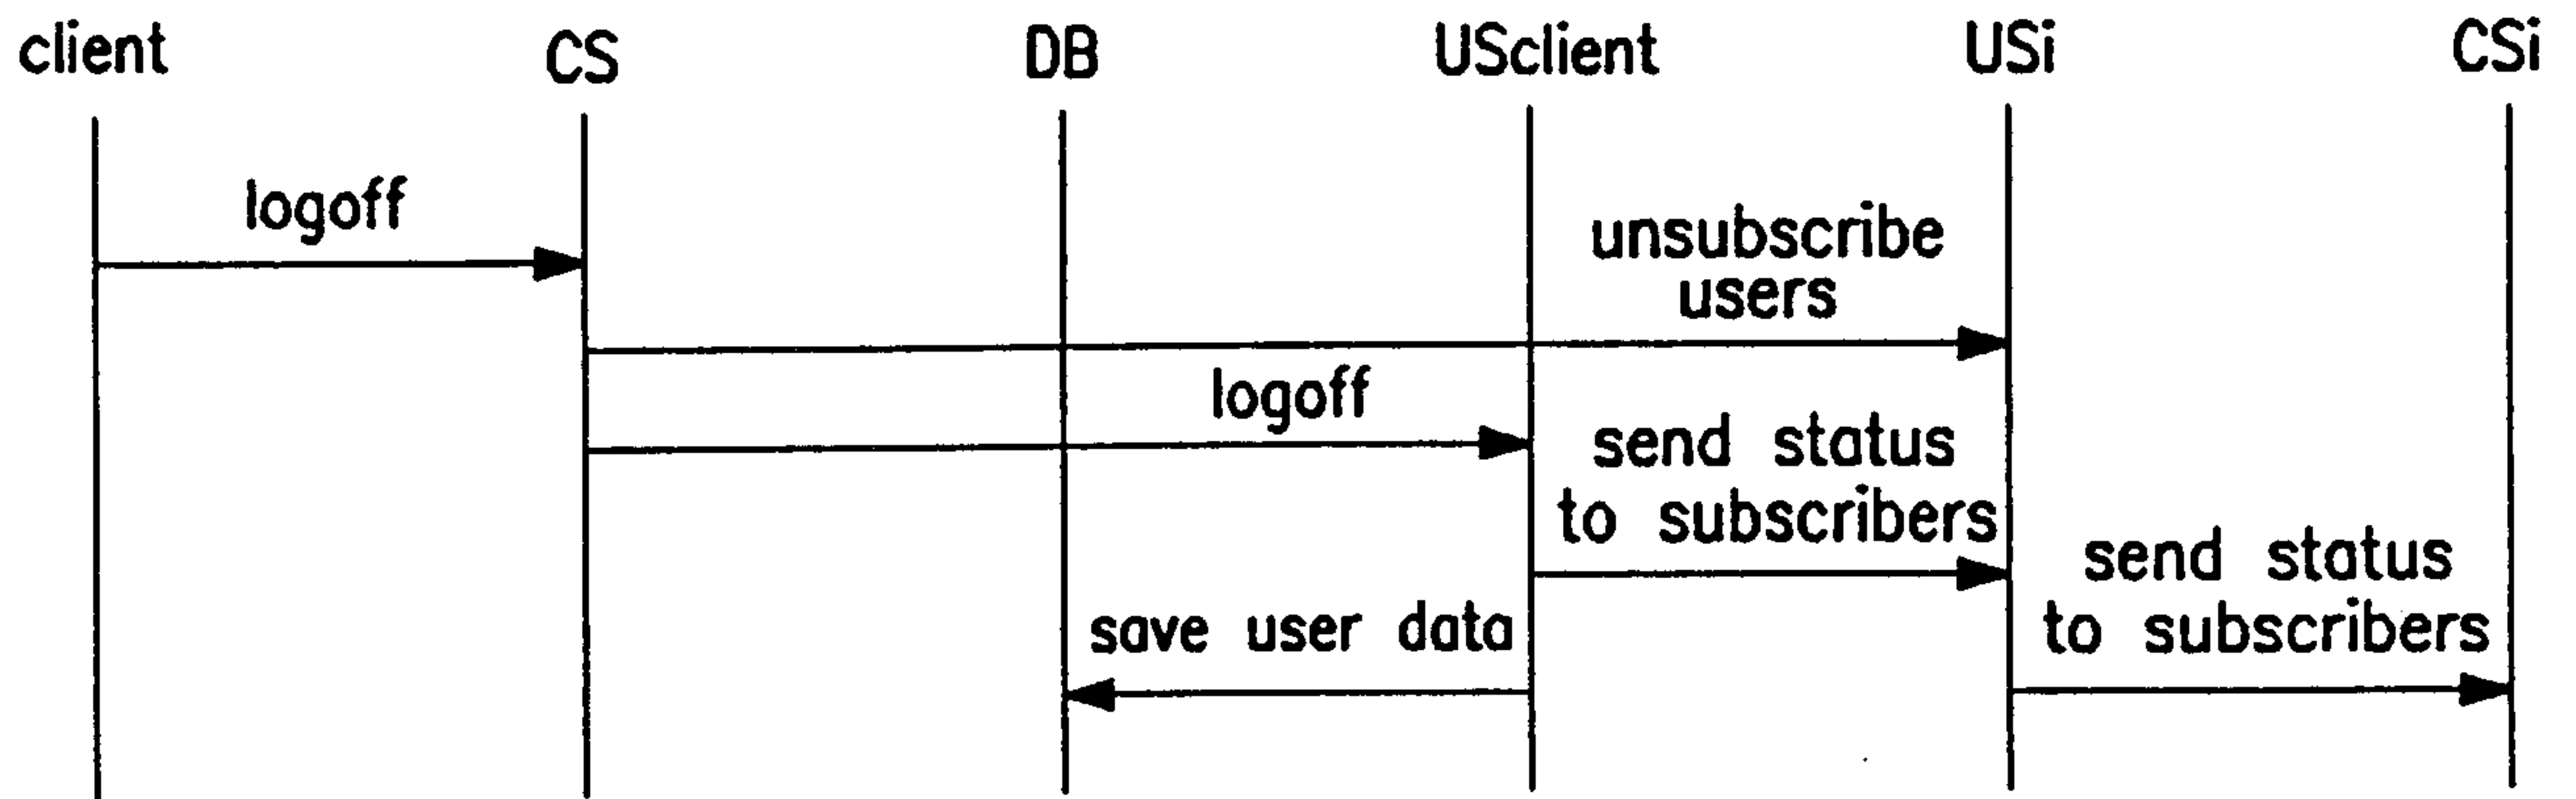 client
CS
DB
USclient
USi
CSi
logoff
unsubscribe
users
logoff
send status
to subscribers
send status
to subscribers
save user data